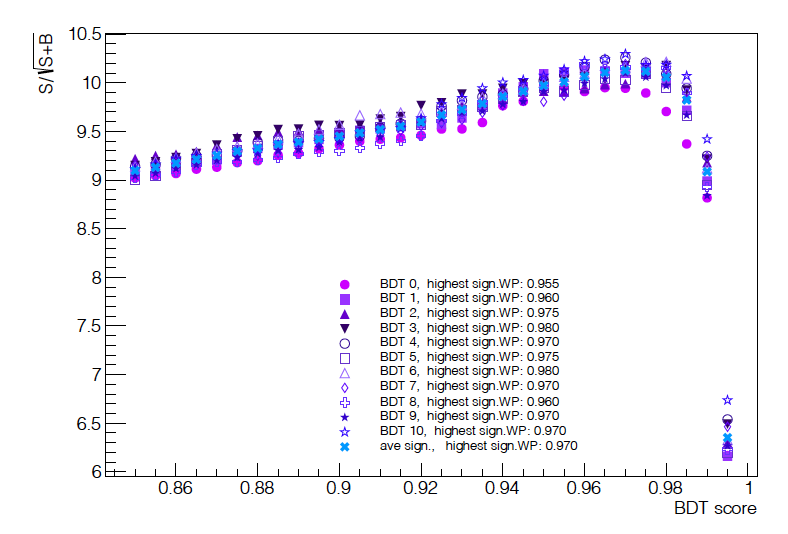 S/√S+B
10.5
10
9.5
9
8.5
8
7.5
7
6.5
6
BDT 0, highest sign.WP: 0.955
BDT 1, highest sign.WP: 0.960
BDT 2, highest sign.WP: 0.975
BDT 3, highest sign.WP: 0.980
BDT 4, highest sign.WP: 0.970
BDT 5, highest sign.WP: 0.975
BDT 6, highest sign.WP: 0.980
BDT 7, highest sign.WP: 0.970
BDT 8, highest sign.WP: 0.960
BDT 9, highest sign.WP: 0.970
BDT 10, highest sign.WP: 0.970
ave sign., highest sign.WP: 0.970
0.86 0.88 0.9 0.92 0.94 0.96 0.98 1
BDT score